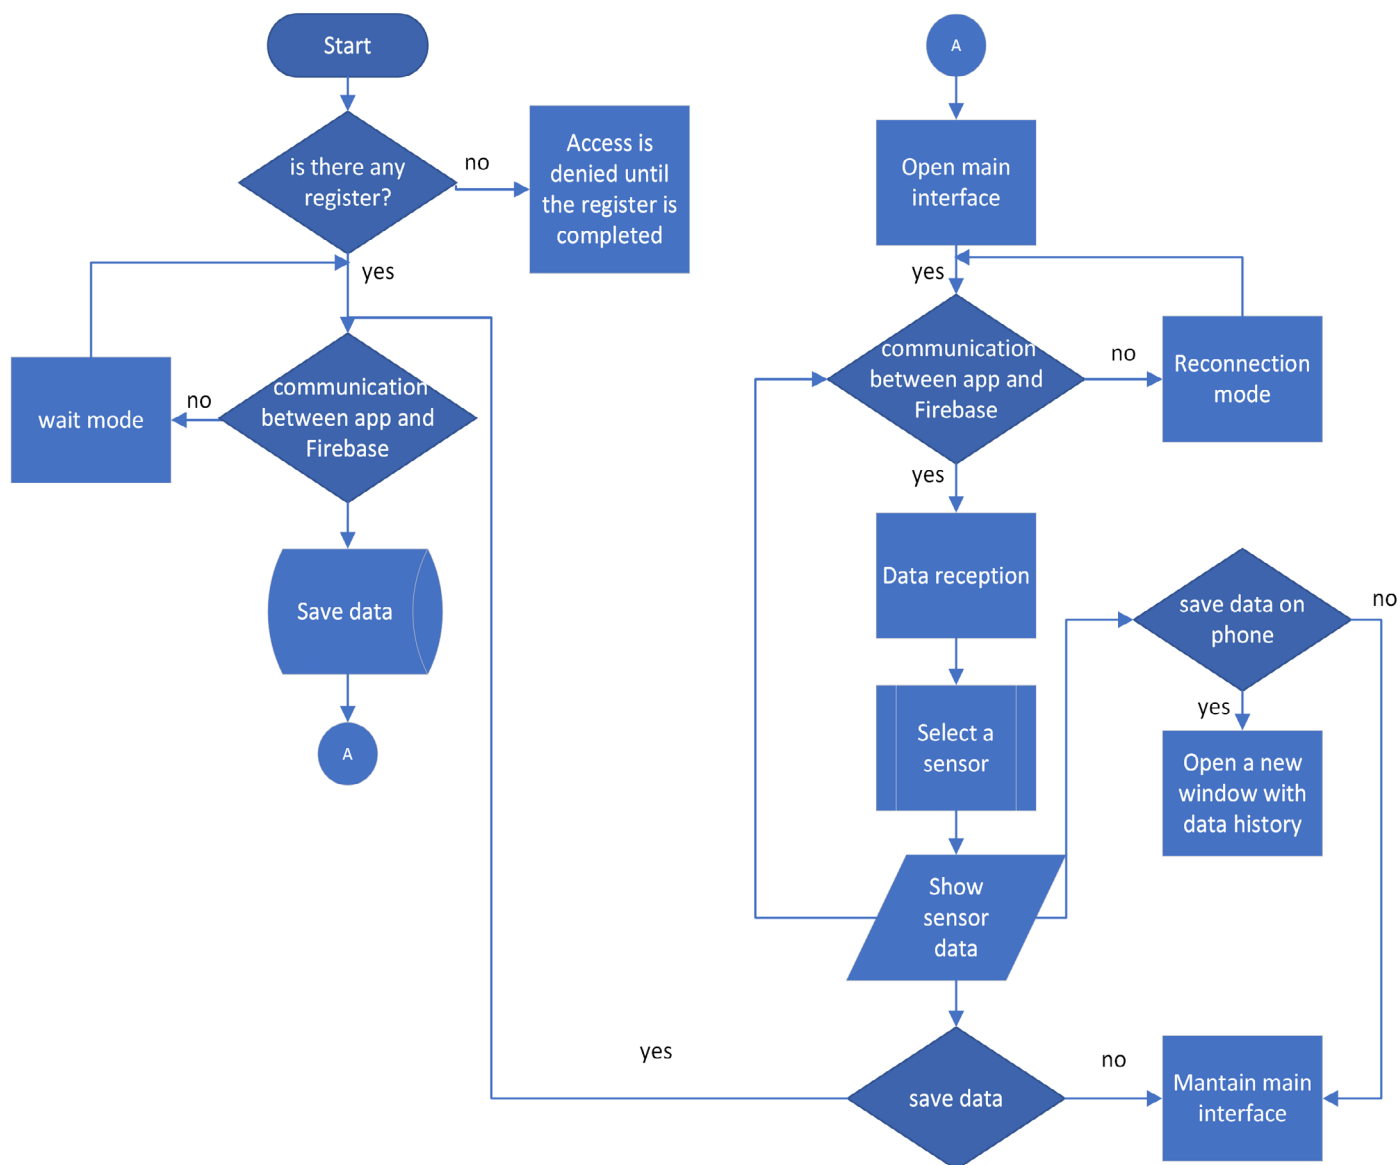 Start
is there any
register?
no
Access is
denied until
the register is
completed
yes
communication
between app and
Firebase
no
wait mode
Save data
A
A
Open main
interface
yes
communication
between app and
Firebase
no
Reconnection
mode
yes
Data reception
Select a
sensor
Show
sensor
data
save data on
phone
no
yes
Open a new
window with
data history
save data
yes
no
Mantain main
interface